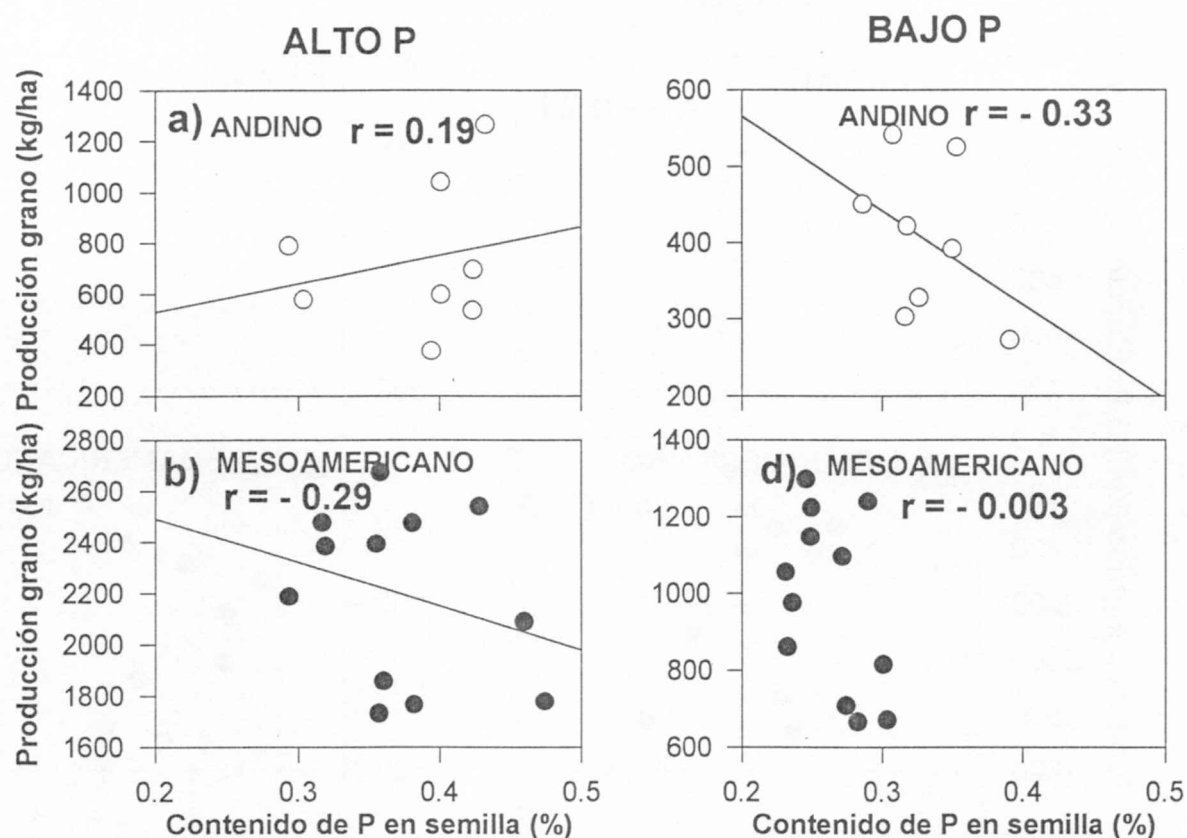 ALTO P
BAJO P
Producción grano (kg/ha)
1400
1200
1000
800
600
400
200
a) ANDINO r = 0.19
600
500
400
300
200
ANDINO r = - 0.33
Producción grano (kg/ha)
2800
2600
2400
2200
2000
1800
1600
b) MESOAMERICANO
r = - 0.29
0.2 0.3 0.4 0.5
Contenido de P en semilla (%)
1400
1200
1000
800
600
d) MESOAMERICANO
r = - 0.003
0.2 0.3 0.4 0.5
Contenido de P en semilla (%)